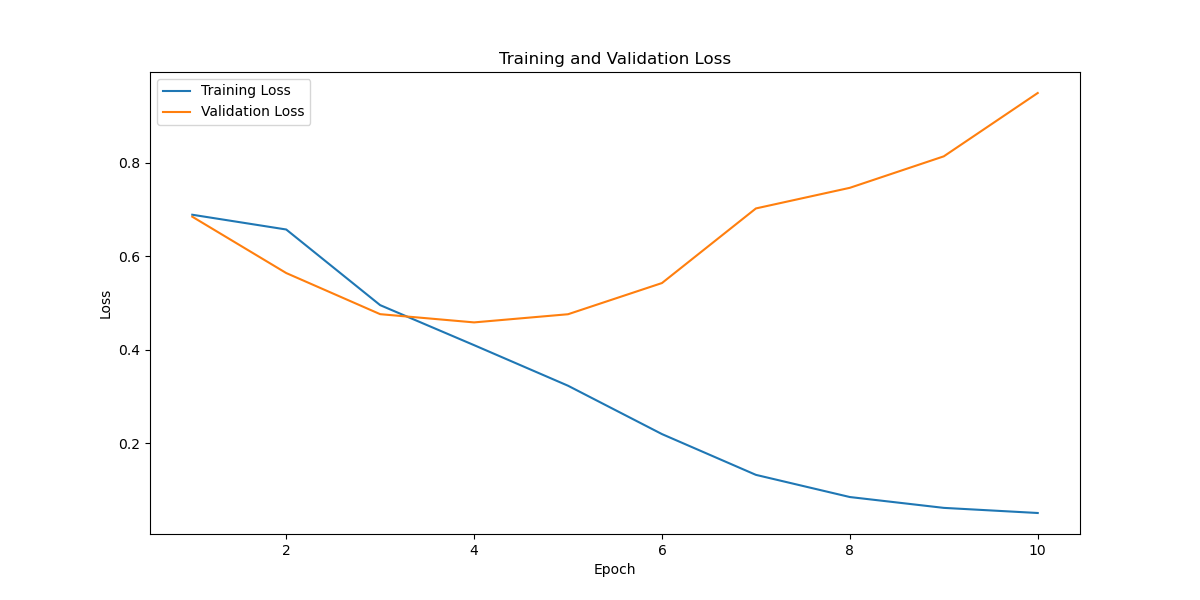 Training and Validation Loss
Training Loss
Validation Loss
0.8
0.6
0.4
0.2
Loss
2 4 6 8 10
Epoch